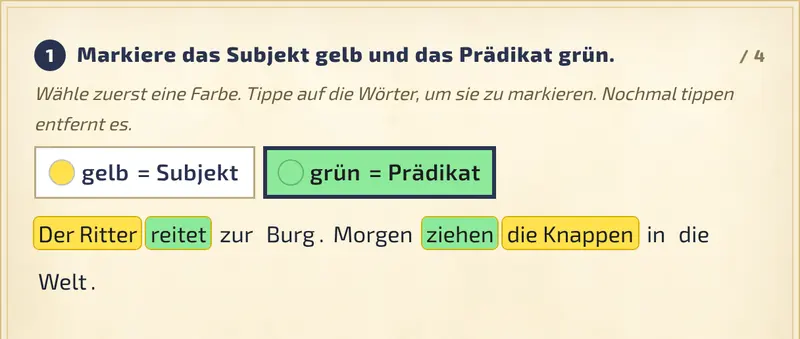 1 Markiere das Subjekt gelb und das Prädikat grün. / 4
Wähle zuerst eine Farbe. Tippe auf die Wörter, um sie zu markieren. Nochmal tippen
entfernt es.
gelb = Subjekt grün = Prädikat
Der Ritter reitet zur Burg. Morgen ziehen die Knappen in die
Welt.